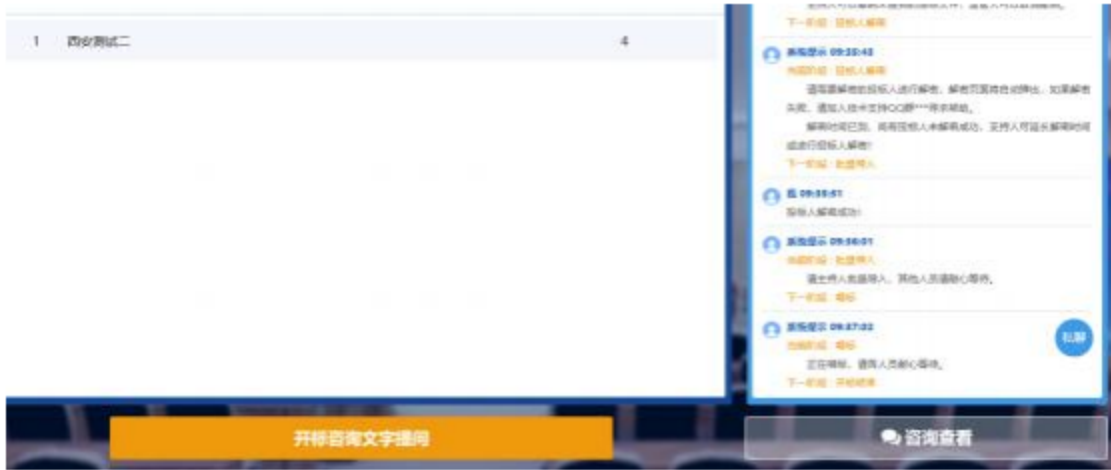 1 西安测试二 4
下一阶段：投标人解密
系统提示 09:35:43
当前阶段：投标人解密
请需要解密的投标人进行解密，解密页面将自动弹出，如果解密
失败，请加入技术支持QQ群***寻求帮助。
解密时间已到，尚有投标人未解密成功，主持人可延长解密时间
或进行投标人解密！
下一阶段：批量导入
我 09:35:51
投标人解密成功！
系统提示 09:36:01
当前阶段：批量导入
请主持人批量导入，其他人员请耐心等待。
下一阶段：唱标
系统提示 09:37:02
当前阶段：唱标
正在唱标，请各人员耐心等待。
下一阶段：开标结束
私聊
开标咨询文字提问
咨询查看